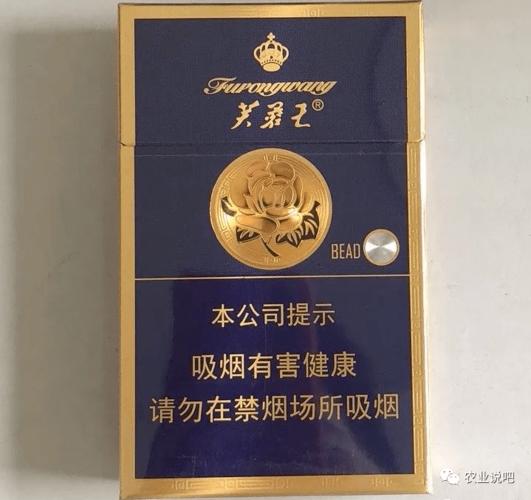 Furongwang
芙蓉王®
BEAD
本公司提示
吸烟有害健康
请勿在禁烟场所吸烟
农业说吧